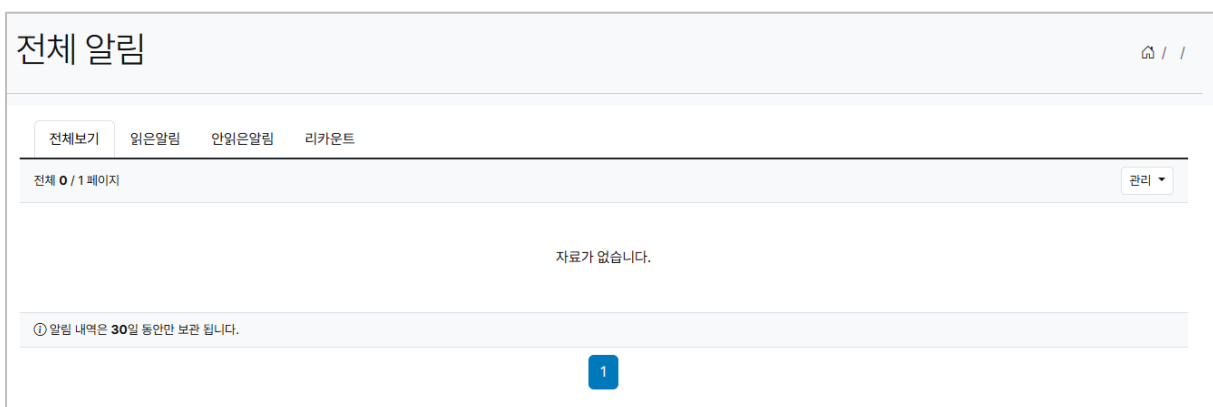 전체 알림
/ /
전체보기 읽은알림 안읽은알림 리카운트
전체 0 / 1 페이지
관리
자료가 없습니다.
알림 내역은 30일 동안만 보관 됩니다.
1